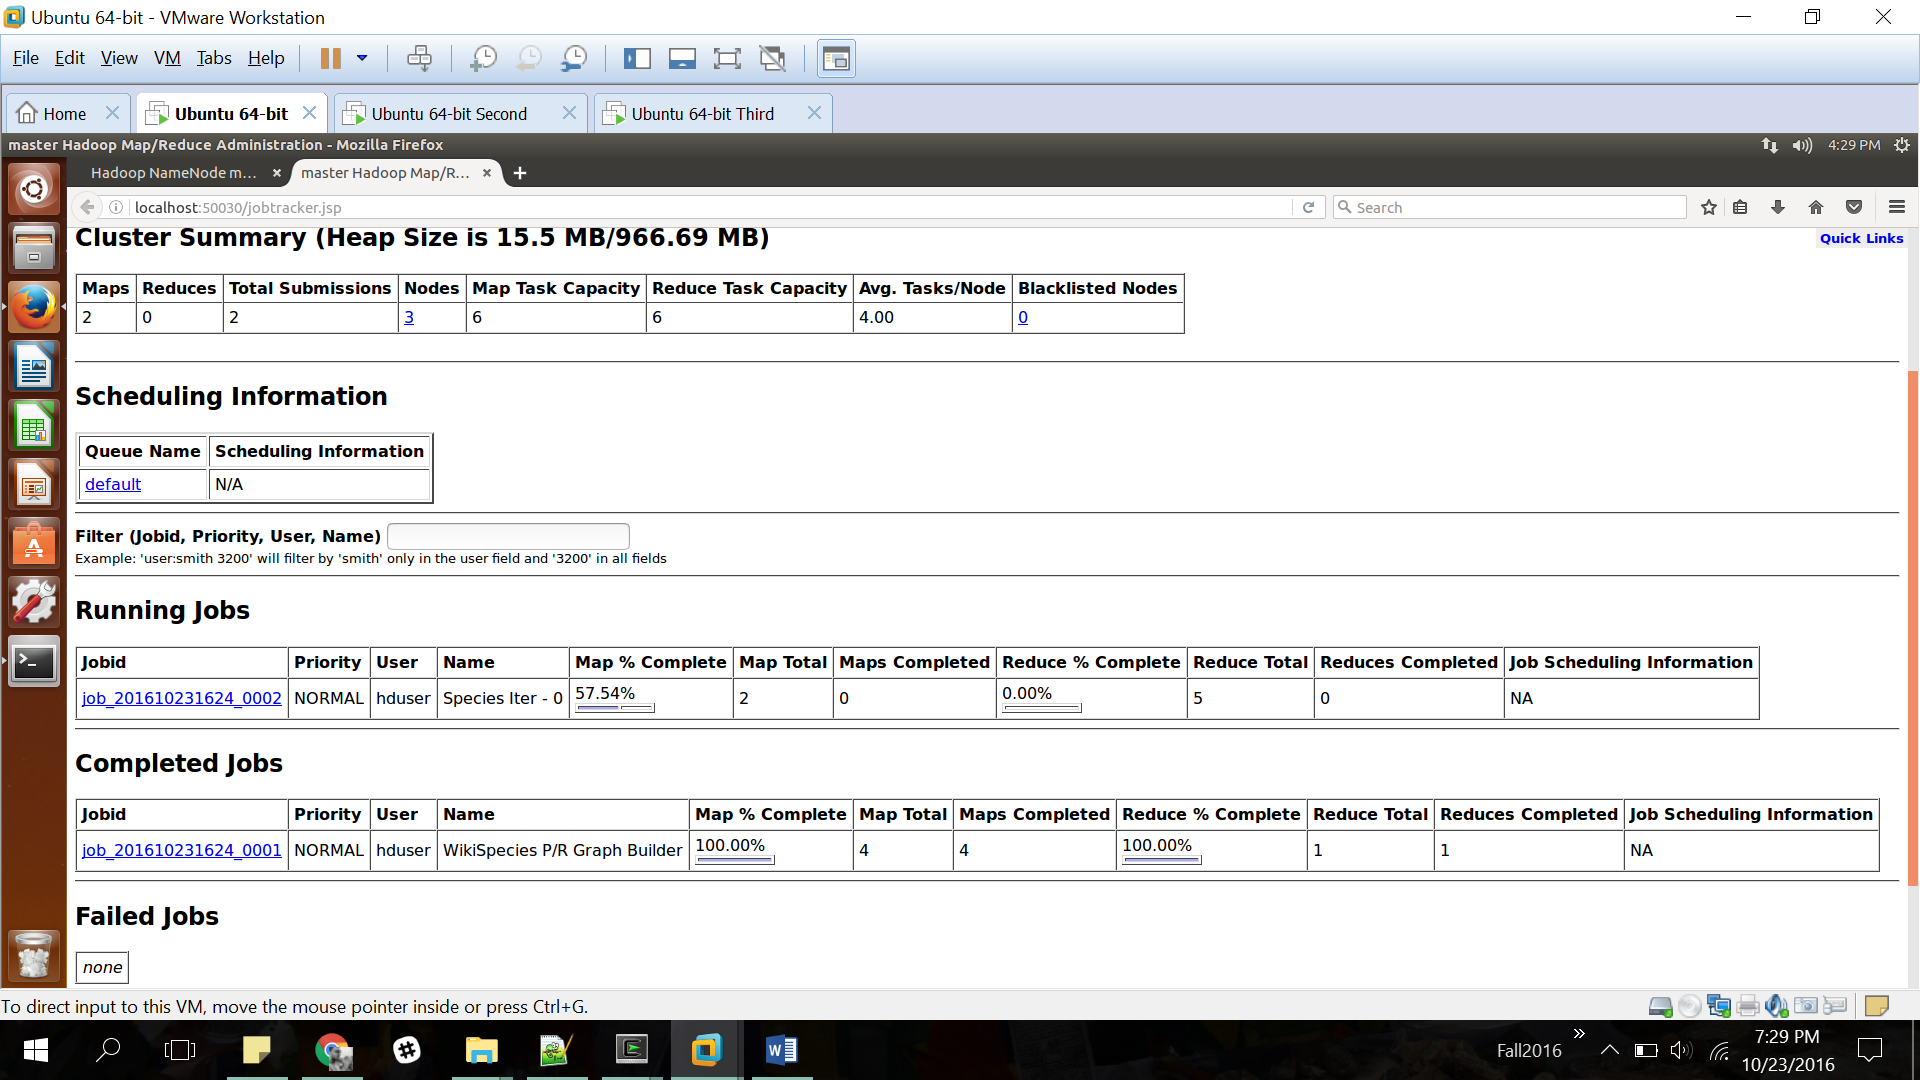 Ubuntu 64-bit - VMware Workstation
File Edit View VM Tabs Help
Home Ubuntu 64-bit Ubuntu 64-bit Second Ubuntu 64-bit Third
master Hadoop Map/Reduce Administration - Mozilla Firefox 4:29 PM
Hadoop NameNode m... master Hadoop Map/R...
localhost:50030/jobtracker.jsp Search
Cluster Summary (Heap Size is 15.5 MB/966.69 MB) Quick Links
Maps Reduces Total Submissions Nodes Map Task Capacity Reduce Task Capacity Avg. Tasks/Node Blacklisted Nodes
2 0 2 3 6 6 4.00 0
Scheduling Information
Queue Name Scheduling Information
default N/A
Filter (Jobid, Priority, User, Name)
Example: 'user:smith 3200' will filter by 'smith' only in the user field and '3200' in all fields
Running Jobs
Jobid Priority User Name Map % Complete Map Total Maps Completed Reduce % Complete Reduce Total Reduces Completed Job Scheduling Information
job_201610231624_0002 NORMAL hduser Species Iter - 0 57.54% 2 0 0.00% 5 0 NA
Completed Jobs
Jobid Priority User Name Map % Complete Map Total Maps Completed Reduce % Complete Reduce Total Reduces Completed Job Scheduling Information
job_201610231624_0001 NORMAL hduser WikiSpecies P/R Graph Builder 100.00% 4 4 100.00% 1 1 NA
Failed Jobs
none
To direct input to this VM, move the mouse pointer inside or press Ctrl+G.
Fall2016 7:29 PM
10/23/2016